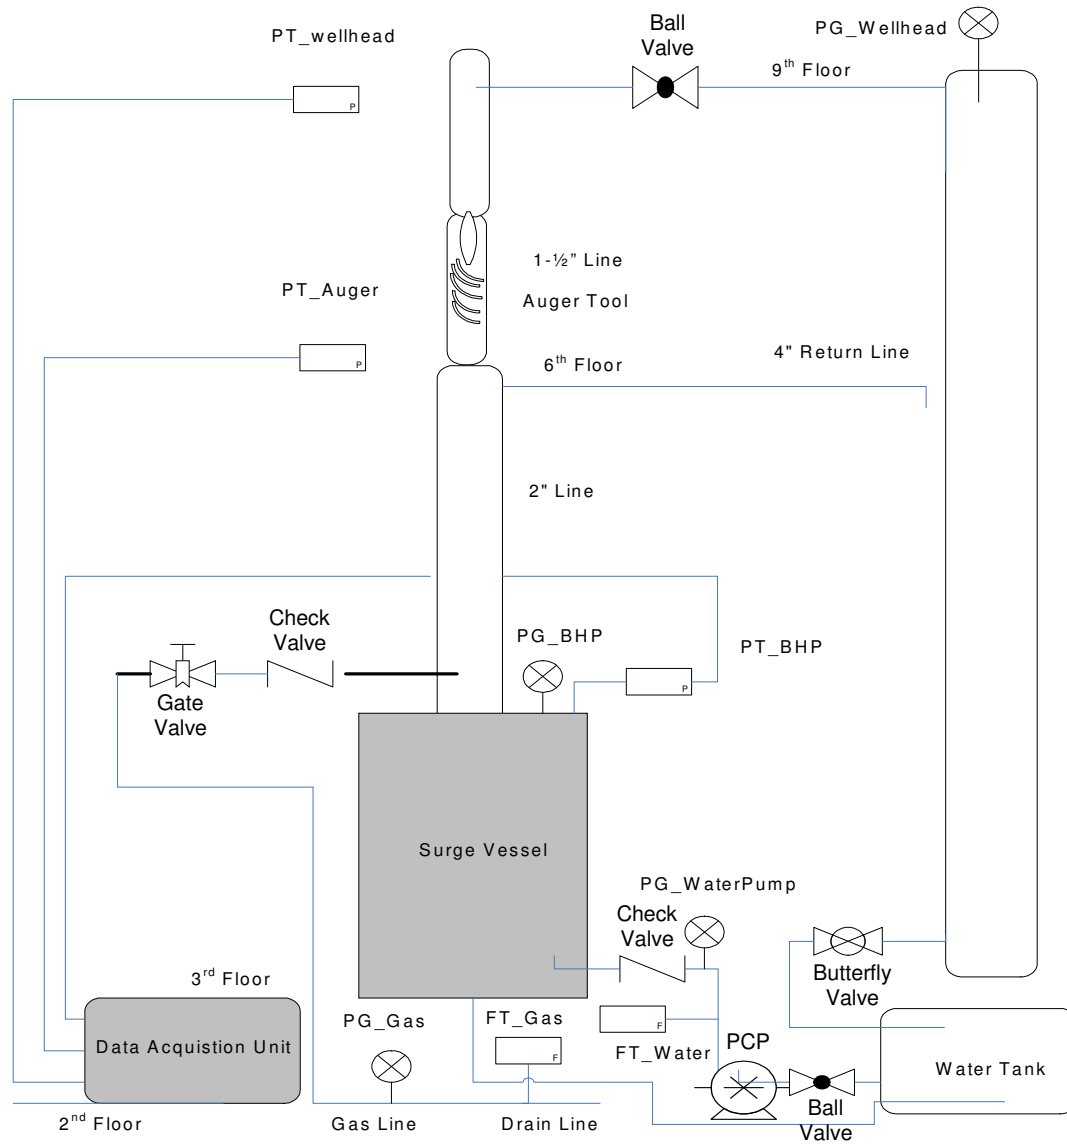 PT_wellhead
Ball
Valve
PG_Wellhead
9th Floor
P
1-½” Line
PT_Auger
Auger Tool
P
6th Floor
4" Return Line
2" Line
Check
Valve
PG_BHP
PT_BHP
P
Gate
Valve
Surge Vessel
PG_WaterPump
Check
Valve
3rd Floor
Butterfly
Valve
PG_Gas
FT_Gas
F
FT_Water
PCP
Data Acquistion Unit
F
Water Tank
2nd Floor
Gas Line
Drain Line
Ball
Valve